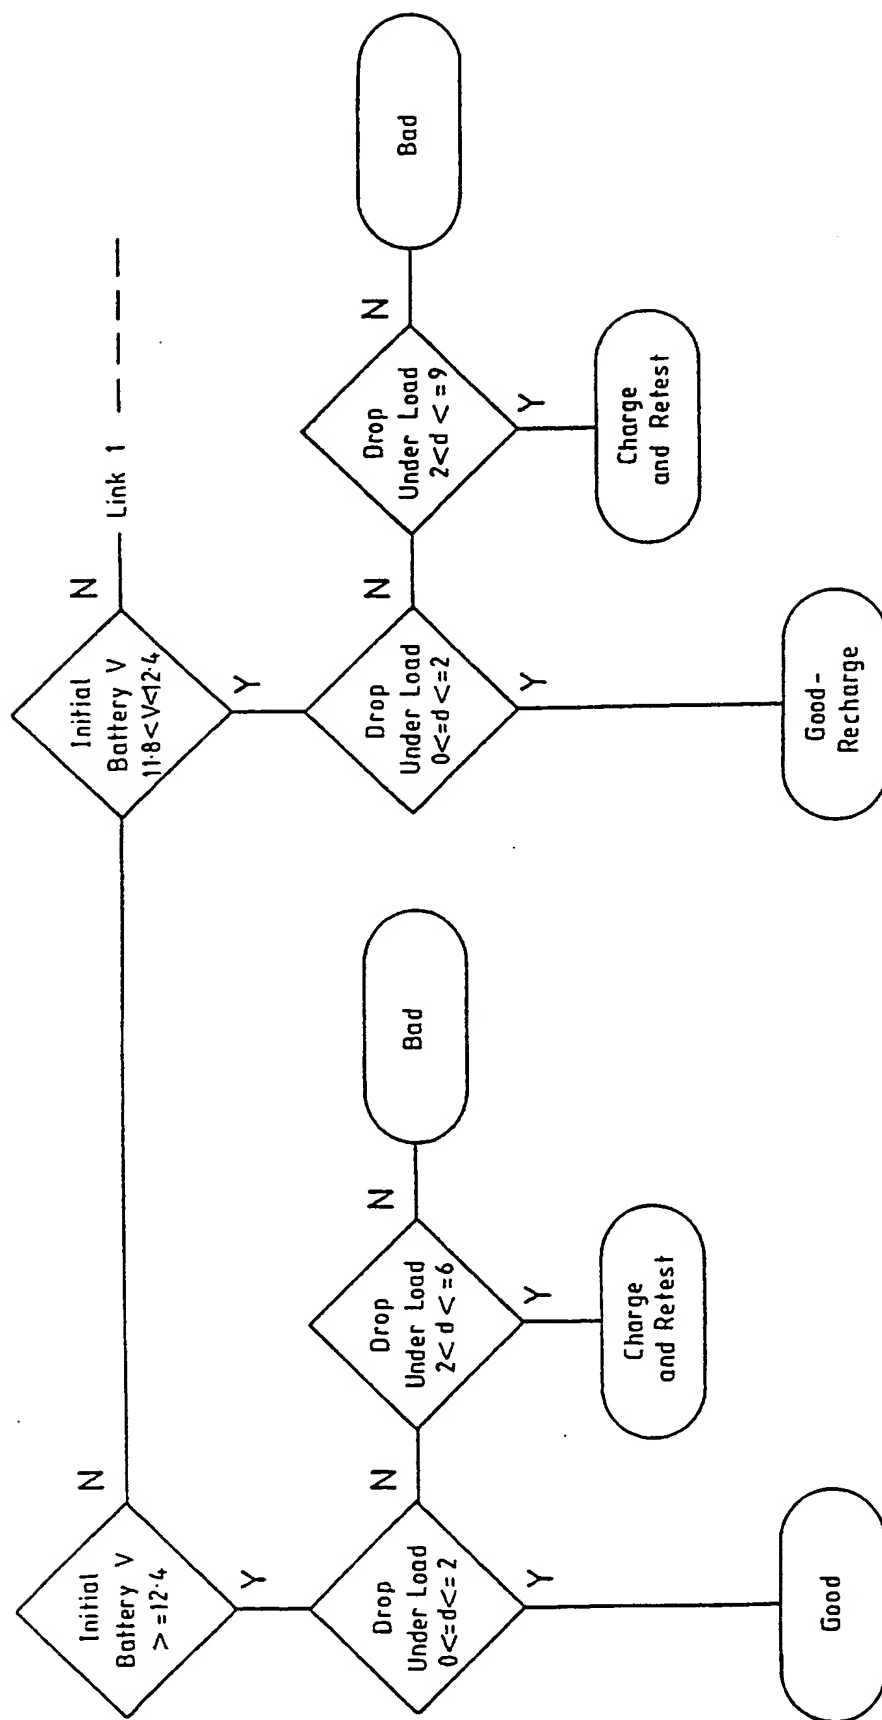 Initial
Battery V
> =12·4
N
Y
Drop
Under Load
0<=d<=2
N
Y
Good
Drop
Under Load
2< d < =6
N
Y
Charge
and Retest
Bad
Initial
Battery V
11·8<V<12·4
N
Link 1
Y
Drop
Under Load
0<=d <=2
N
Y
Good-
Recharge
Drop
Under Load
2<d < =9
N
Y
Charge
and Retest
Bad